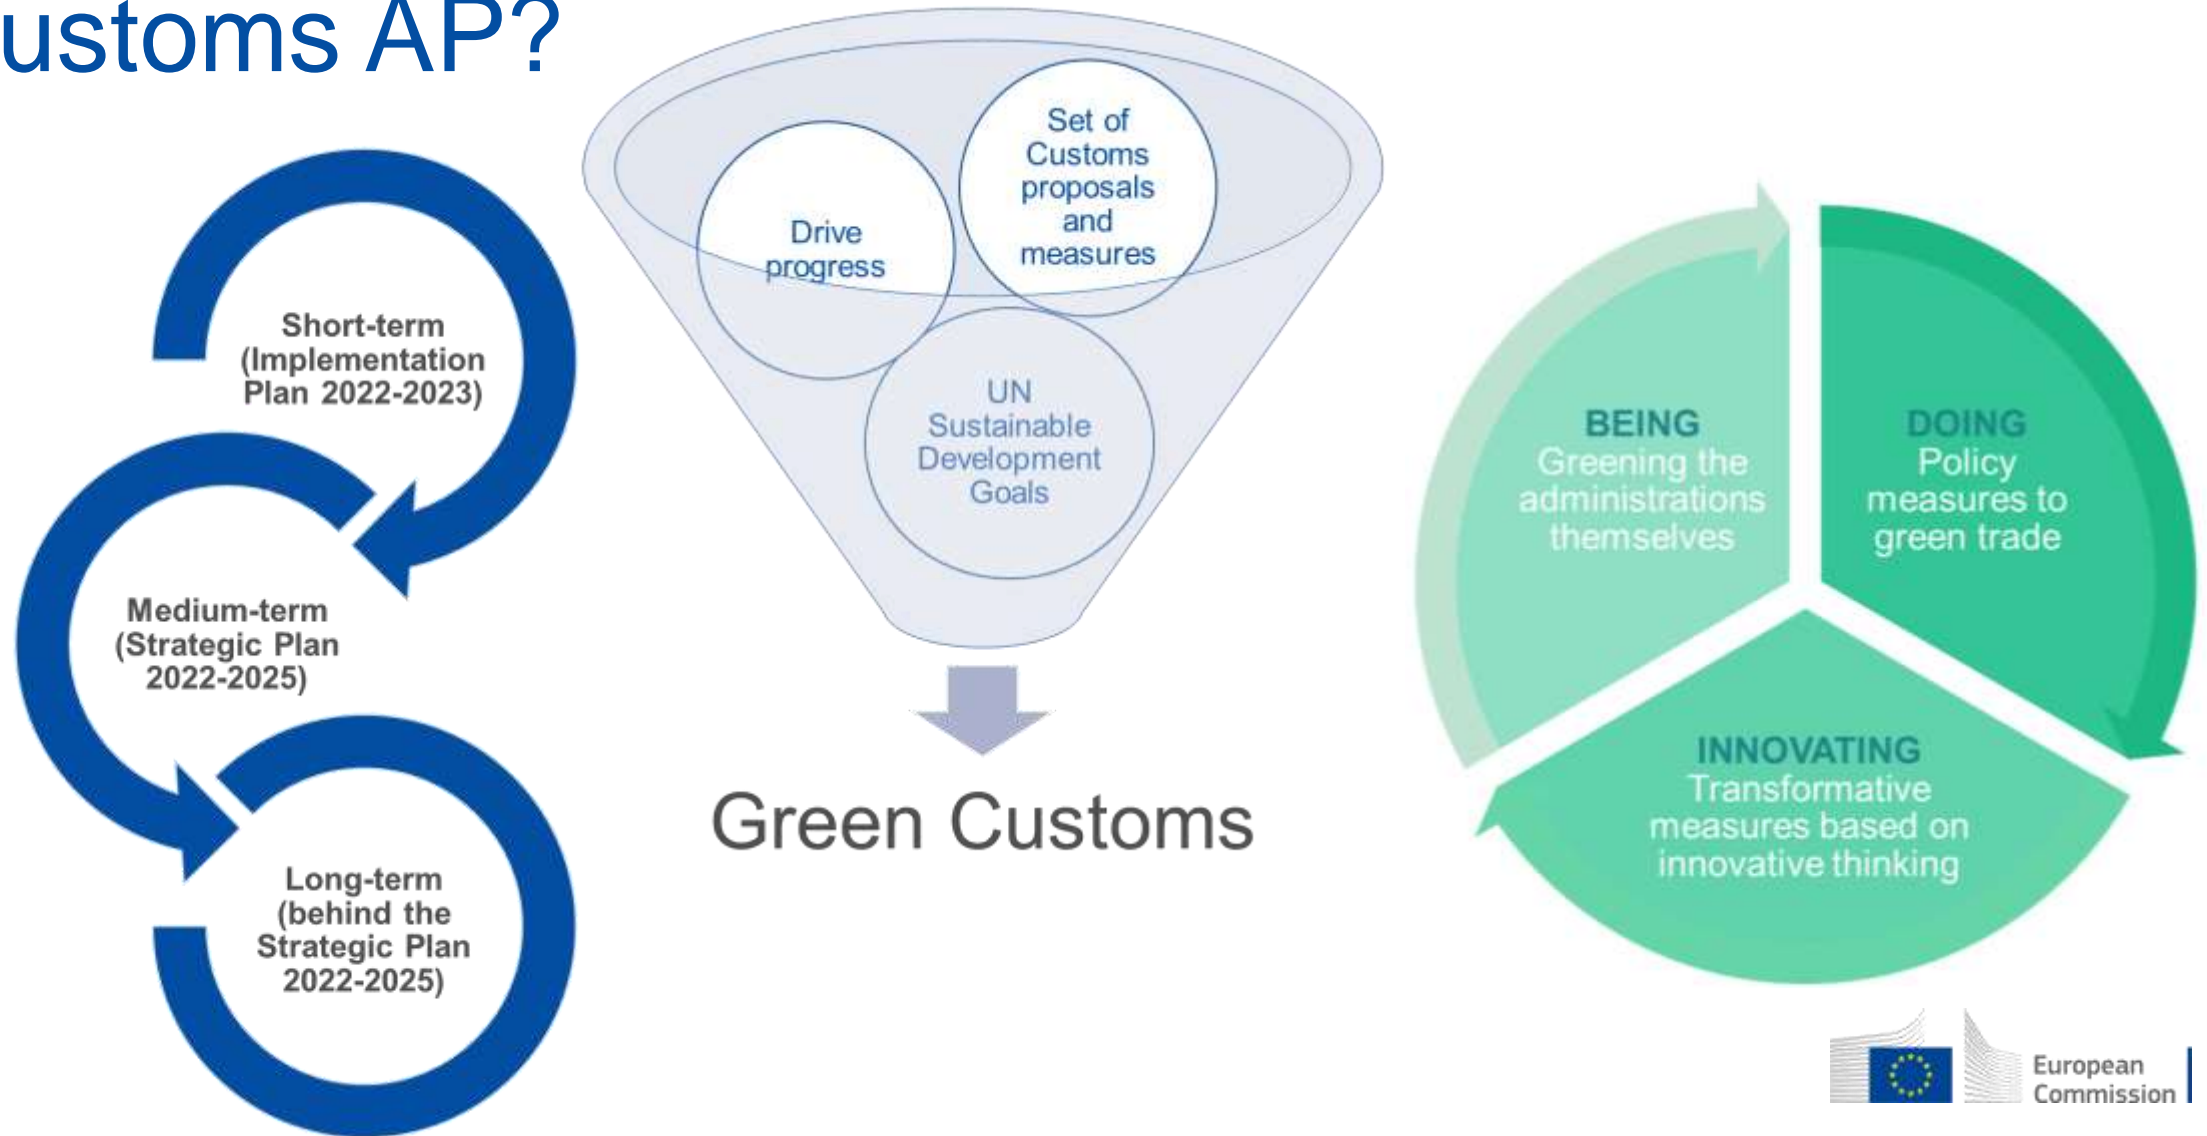 ustoms AP?
Short-term
(Implementation
Plan 2022-2023)
Medium-term
(Strategic Plan
2022-2025)
Long-term
(behind the
Strategic Plan
2022-2025)
Drive
progress
Set of
Customs
proposals
and
measures
UN
Sustainable
Development
Goals
Green Customs
BEING
Greening the
administrations
themselves
DOING
Policy
measures to
green trade
INNOVATING
Transformative
measures based on
innovative thinking
European
Commission